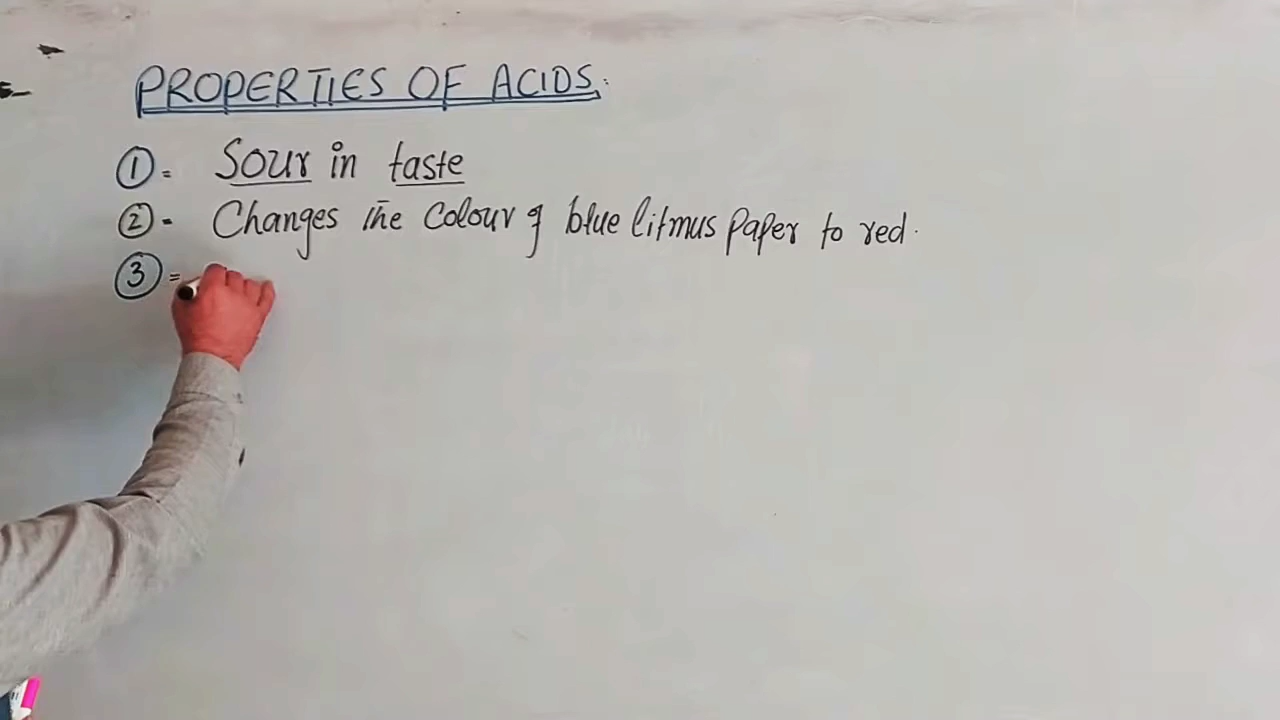 PROPERTIES OF ACIDS.
① = Sour in taste
② = Changes the Colour of blue litmus paper to red.
③ =